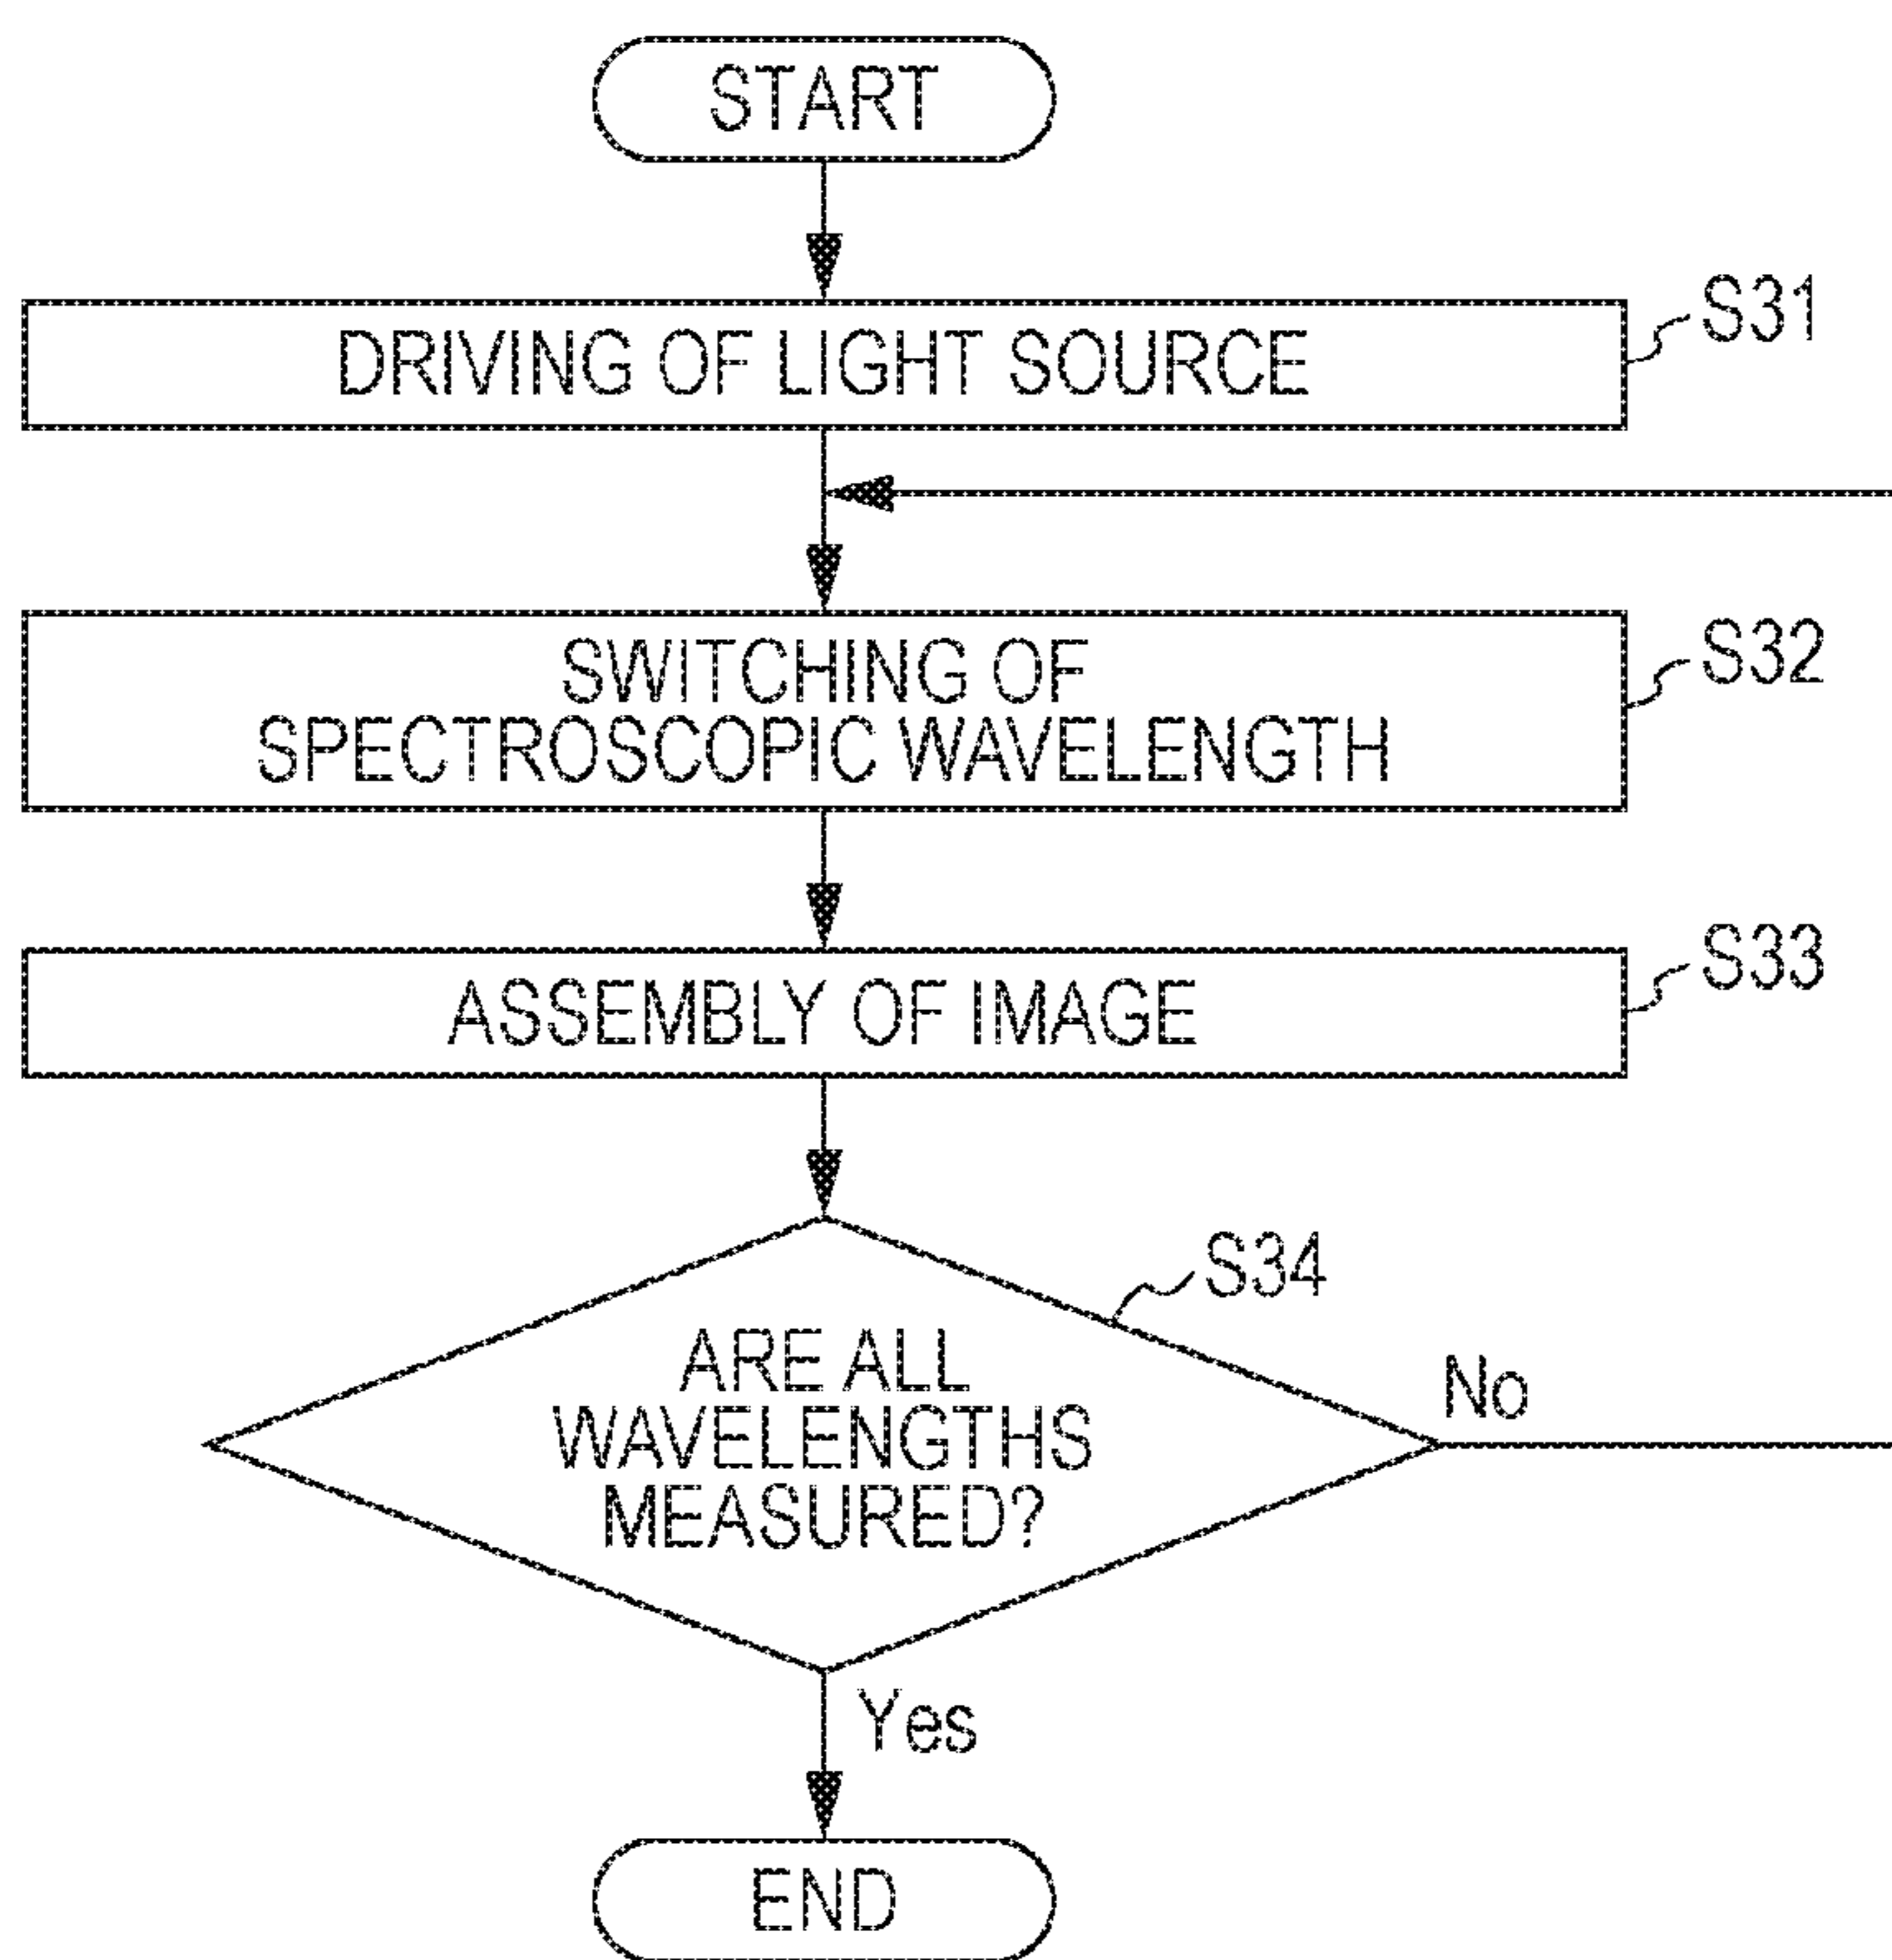 START
DRIVING OF LIGHT SOURCE
S31
SWITCHING OF
SPECTROSCOPIC WAVELENGTH
S32
ASSEMBLY OF IMAGE
S33
S34
ARE ALL
WAVELENGTHS
MEASURED?
No
Yes
END